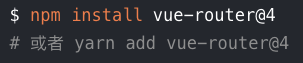 $ npm install vue-router@4
# 或者 yarn add vue-router@4